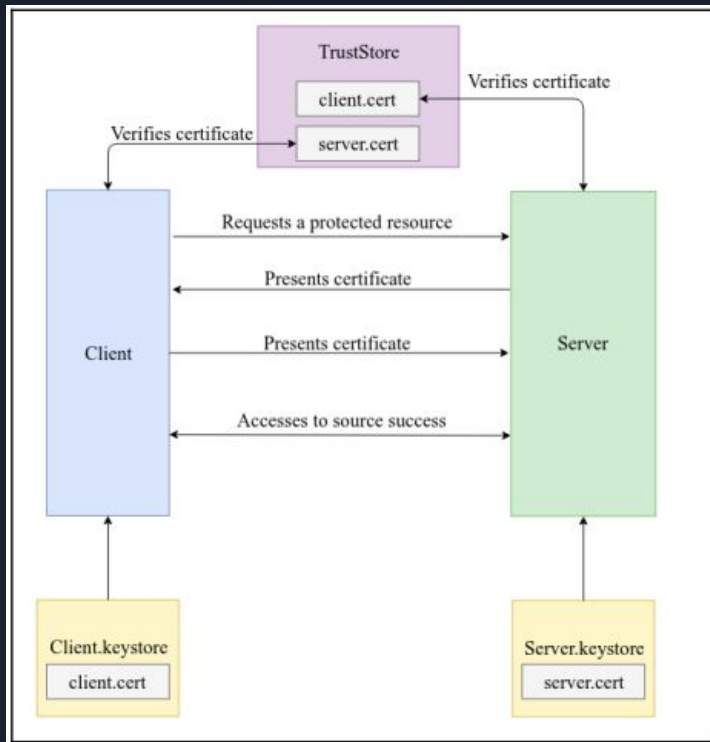 TrustStore
client.cert
Verifies certificate
Verifies certificate
server.cert
Requests a protected resource
Presents certificate
Client
Presents certificate
Server
Accesses to source success
Client.keystore
client.cert
Server.keystore
server.cert